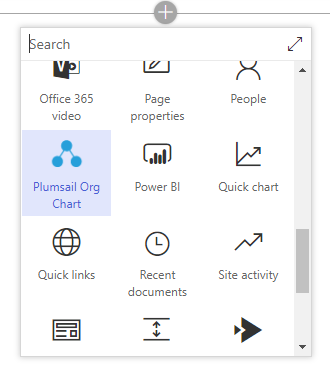 Search
Office 365 video
Page properties
People
Plumsail Org Chart
Power BI
Quick chart
Quick links
Recent documents
Site activity